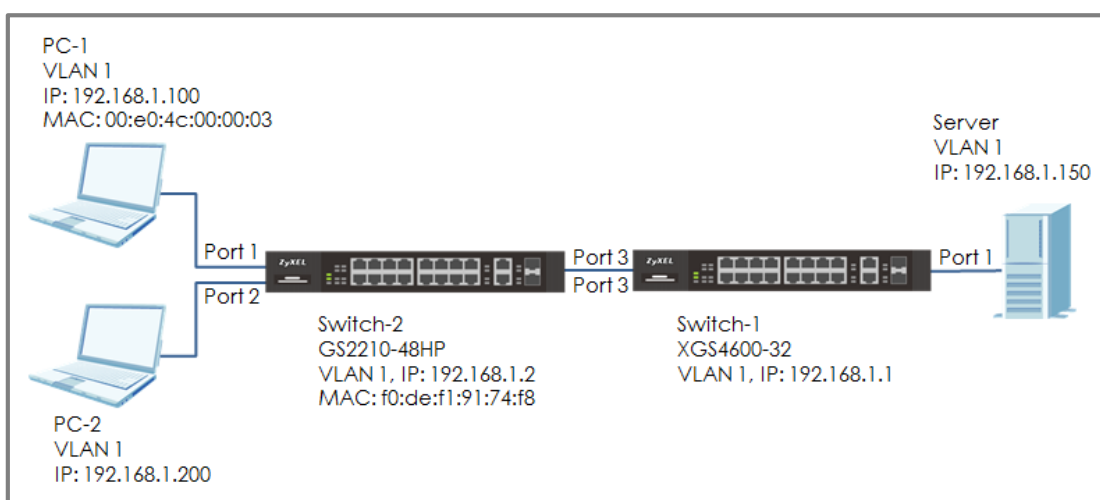 PC-1
VLAN 1
IP: 192.168.1.100
MAC: 00:e0:4c:00:00:03
Server
VLAN 1
IP: 192.168.1.150
Port 1
Port 2
ZyXEL
Port 3
Port 3
ZyXEL
Port 1
Switch-2
GS2210-48HP
VLAN 1, IP: 192.168.1.2
MAC: f0:de:f1:91:74:f8
Switch-1
XGS4600-32
VLAN 1, IP: 192.168.1.1
PC-2
VLAN 1
IP: 192.168.1.200